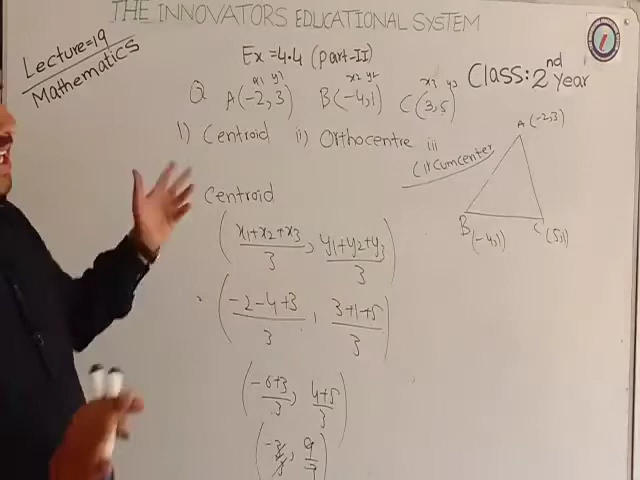 THE INNOVATORS EDUCATIONAL SYSTEM
Lecture=19
Mathematics
Ex =4.4 (part-II)
Class: 2nd year
x1 y1 x2 y2 x3 y3
Q A(-2,3) B(-4,1) C(3,5)
i) Centroid ii) Orthocentre iii
Circumcenter
A(-2,3)
B
(-4,1)
C (5,1)
Centroid
(x1+x2+x3/3, y1+y2+y3/3)
(-2-4+3/3, 3+1+5/3)
(-6+3/3, 4+5/3)
(-3/3, 9/3)